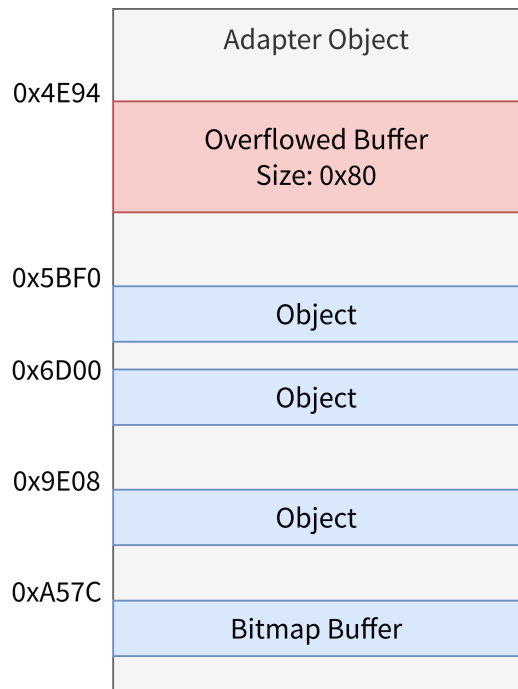 Adapter Object
0x4E94
Overflowed Buffer
Size: 0x80
0x5BF0
Object
0x6D00
Object
0x9E08
Object
0xA57C
Bitmap Buffer